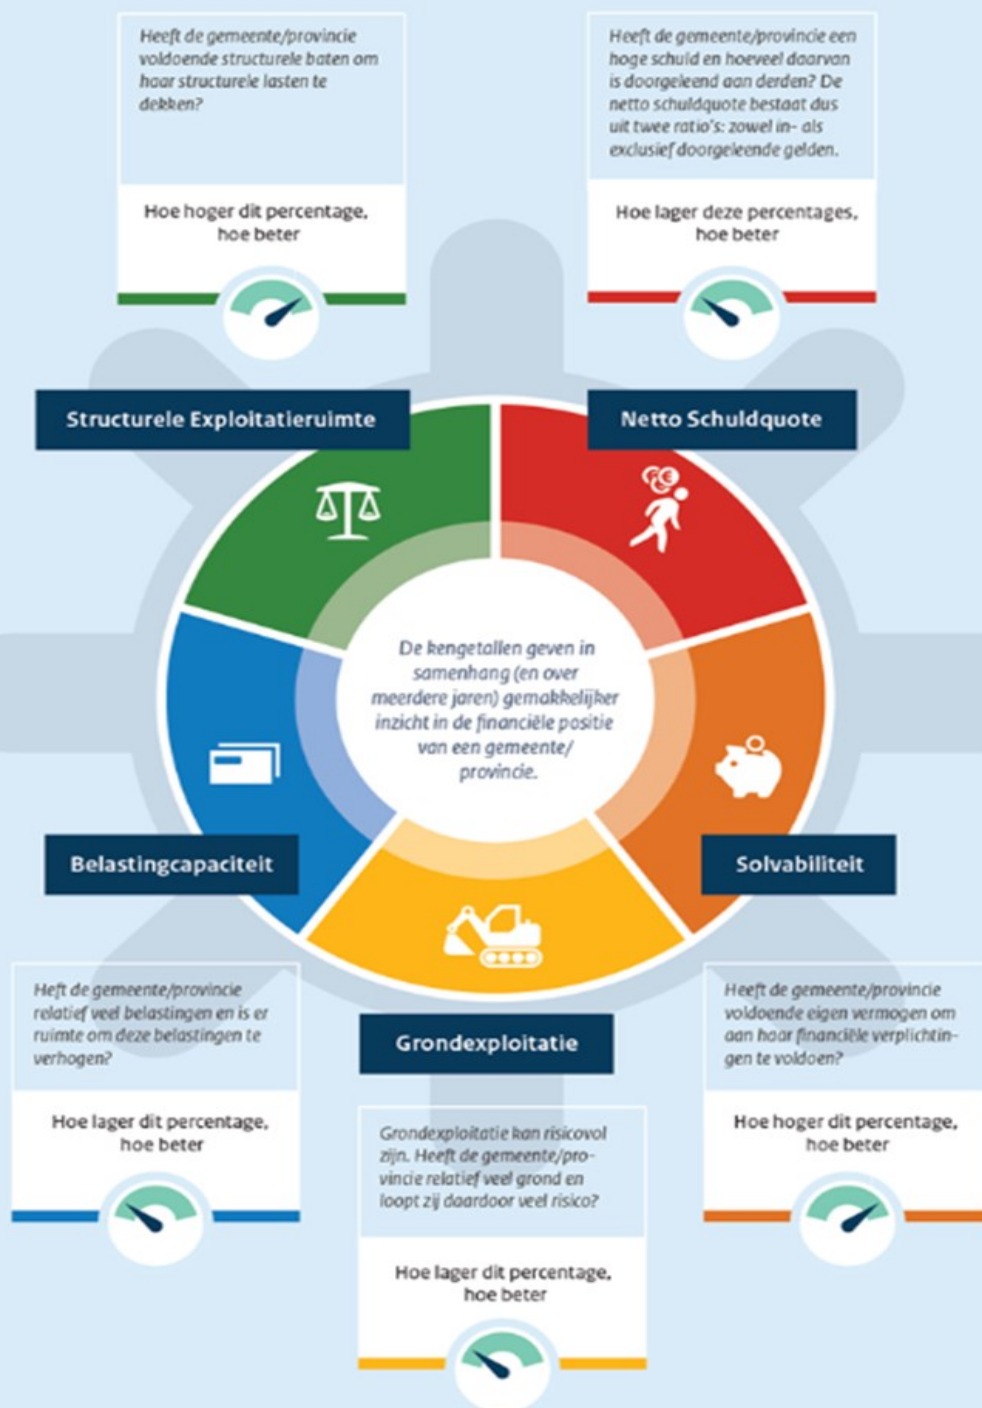 Heeft de gemeente/provincie
voldoende structurele baten om
haar structurele lasten te
dekken?
Hoe hoger dit percentage,
hoe beter
Heeft de gemeente/provincie een
hoge schuld en hoeveel daarvan
is doorgeleend aan derden? De
netto schuldquote bestaat dus
uit twee ratio's: zowel in- als
exclusief doorgeleende gelden.
Hoe lager deze percentages,
hoe beter
Structurele Exploitatieruimte
Netto Schuldquote
De kengetallen geven in
samenhang (en over
meerdere jaren) gemakkelijker
inzicht in de financiële positie
van een gemeente/
provincie.
Belastingcapaciteit
Solvabiliteit
Heft de gemeente/provincie
relatief veel belastingen en is er
ruimte om deze belastingen te
verhogen?
Hoe lager dit percentage,
hoe beter
Grondexploitatie
Grondexploitatie kan risicovol
zijn. Heeft de gemeente/pro-
vincie relatief veel grond en
loopt zij daardoor veel risico?
Hoe lager dit percentage,
hoe beter
Heeft de gemeente/provincie
voldoende eigen vermogen om
aan haar financiële verplichtin-
gen te voldoen?
Hoe hoger dit percentage,
hoe beter